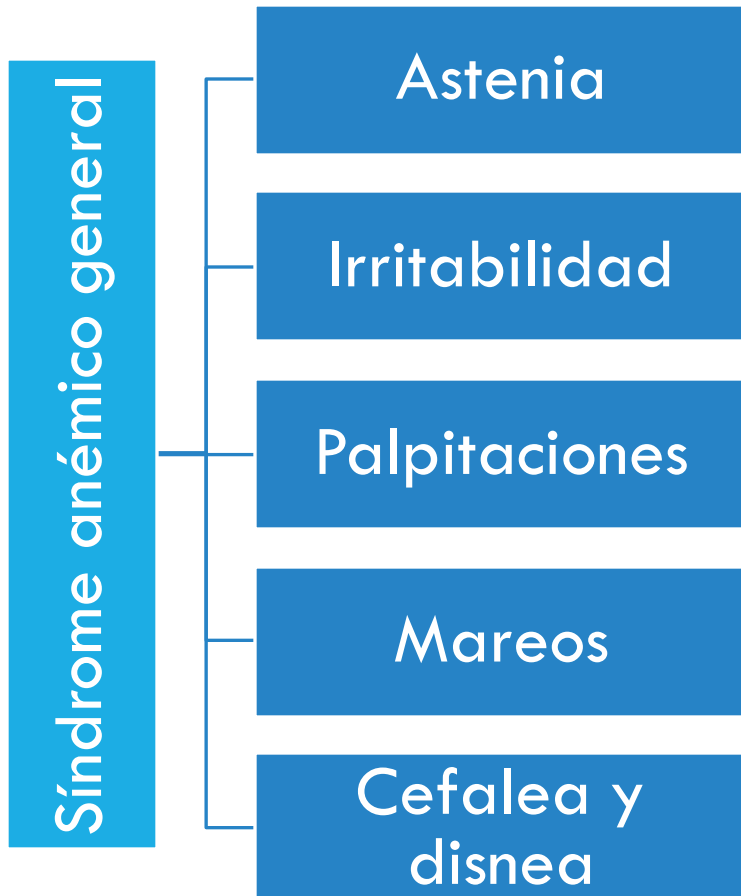 Síndrome anémico general
Astenia
Irritabilidad
Palpitaciones
Mareos
Cefalea y
disnea